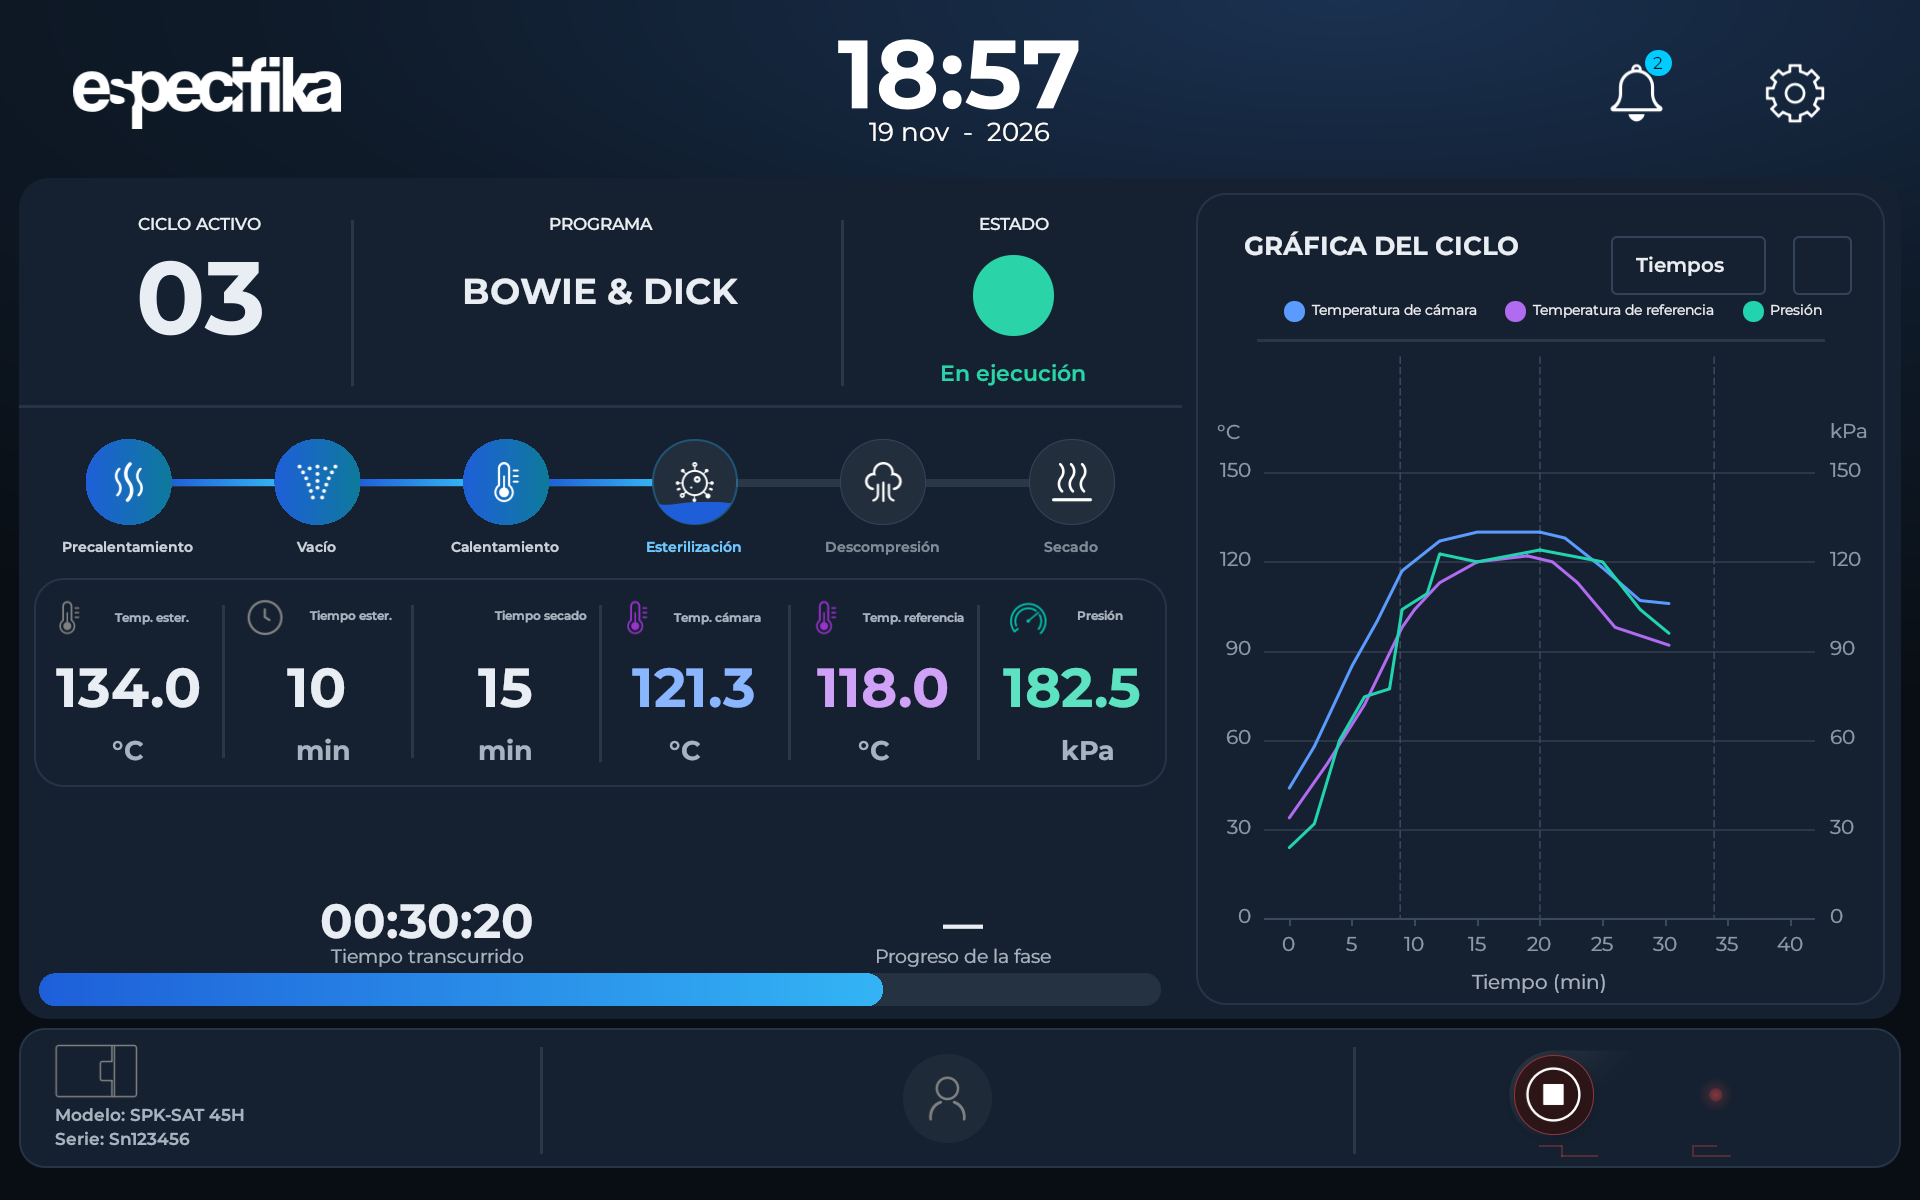 especifika
18:57
19 nov - 2026
2
CICLO ACTIVO
03
PROGRAMA
BOWIE & DICK
ESTADO
En ejecución
Precalentamiento
Vacío
Calentamiento
Esterilización
Descompresión
Secado
Temp. ester.
134.0
°C
Tiempo ester.
10
min
Tiempo secado
15
min
Temp. cámara
121.3
°C
Temp. referencia
118.0
°C
Presión
182.5
kPa
00:30:20
Tiempo transcurrido
—
Progreso de la fase
GRÁFICA DEL CICLO
Tiempos
Temperatura de cámara
Temperatura de referencia
Presión
°C
kPa
150
150
120
120
90
90
60
60
30
30
0
0
0 5 10 15 20 25 30 35 40
Tiempo (min)
Modelo: SPK-SAT 45H
Serie: Sn123456